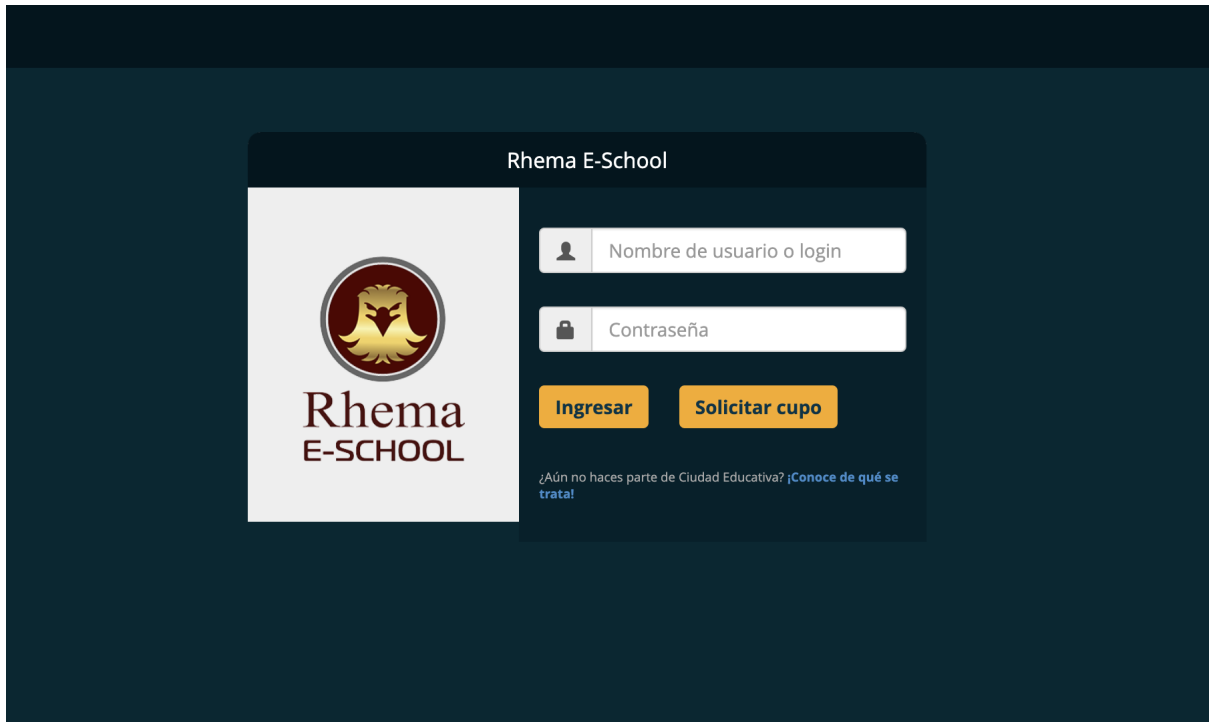 Rhema E-School
Rhema
E-SCHOOL
Nombre de usuario o login
Contraseña
Ingresar
Solicitar cupo
¿Aún no haces parte de Ciudad Educativa? ¡Conoce de qué se
trata!